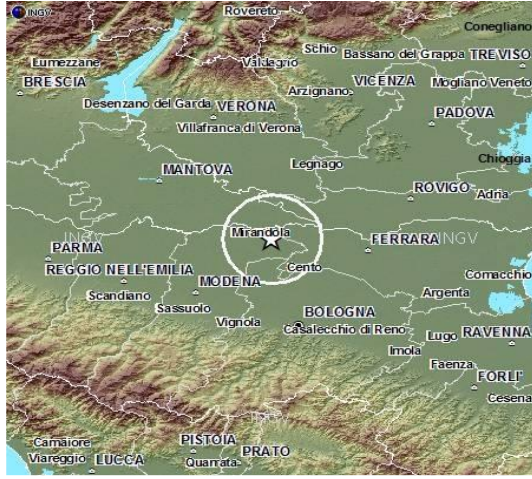 INGV
Rovereto
Conegliano
Lumezzane
Schio
Bassano del Grappa
TREVISO
Valdagno
BRESCIA
Arzignano
VICENZA
Mogliano Veneto
Desenzano del Garda
VERONA
PADOVA
Villafranca di Verona
Legnago
Chioggia
MANTOVA
ROVIGO
Adria
Mirandola
INGV
FERRARA
INGV
PARMA
REGGIO NELL'EMILIA
Cento
Comacchio
Scandiano
MODENA
Argenta
Sassuolo
BOLOGNA
Vignola
Casalecchio di Reno
Lugo
RAVENNA
Imola
Faenza
FORLI'
Cesena
Camaiore
PISTOIA
Viareggio
LUCCA
Quarrata
PRATO